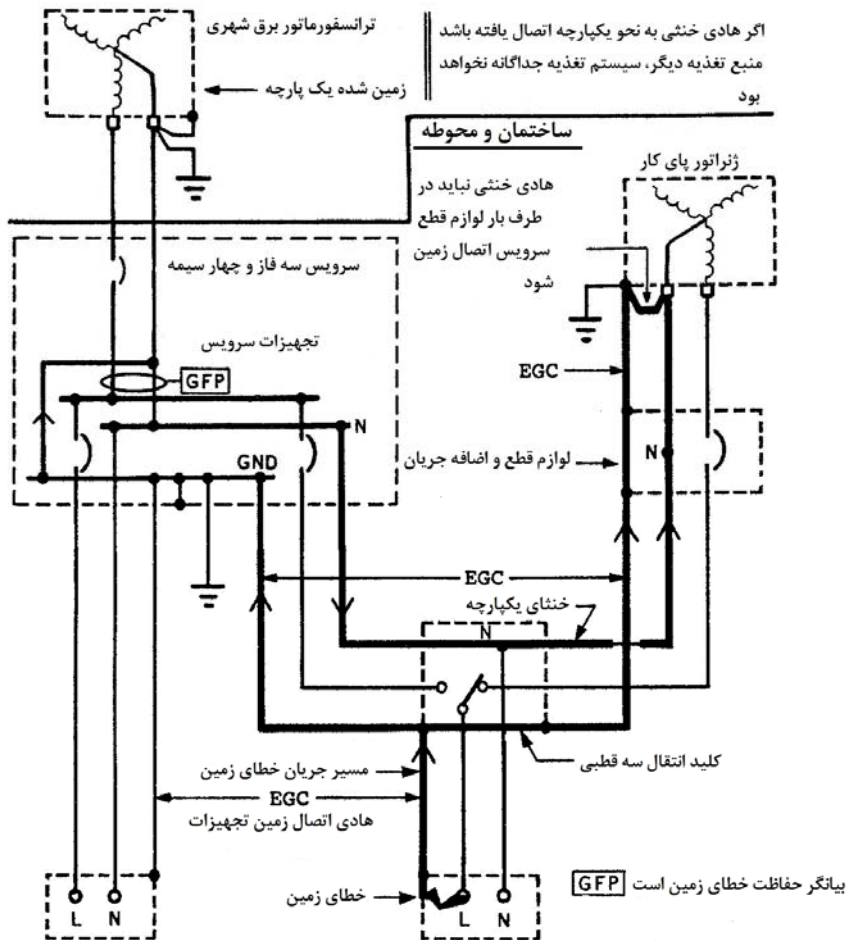 ترانسفورماتور برق شهری
زمین شده یک پارچه
اگر هادی خنثی به نحو یکپارچه اتصال یافته باشد
منبع تغذیه دیگر، سیستم تغذیه جداگانه نخواهد
بود
ساختمان و محوطه
ژنراتور پای کار
هادی خنثی نباید در
طرف بار لوازم قطع
سرویس اتصال زمین
شود
سرویس سه فاز و چهار سیمه
تجهیزات سرویس
GFP
EGC
N
GND
N
لوازم قطع و اضافه جریان
EGC
خنثای یکپارچه
N
کلید انتقال سه قطبی
مسیر جریان خطای زمین
EGC
هادی اتصال زمین تجهیزات
خطای زمین
L N
L N
GFP بیانگر حفاظت خطای زمین است